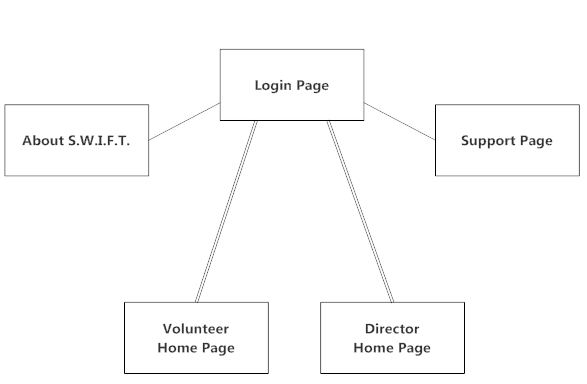 Login Page
About S.W.I.F.T.
Support Page
Volunteer
Home Page
Director
Home Page